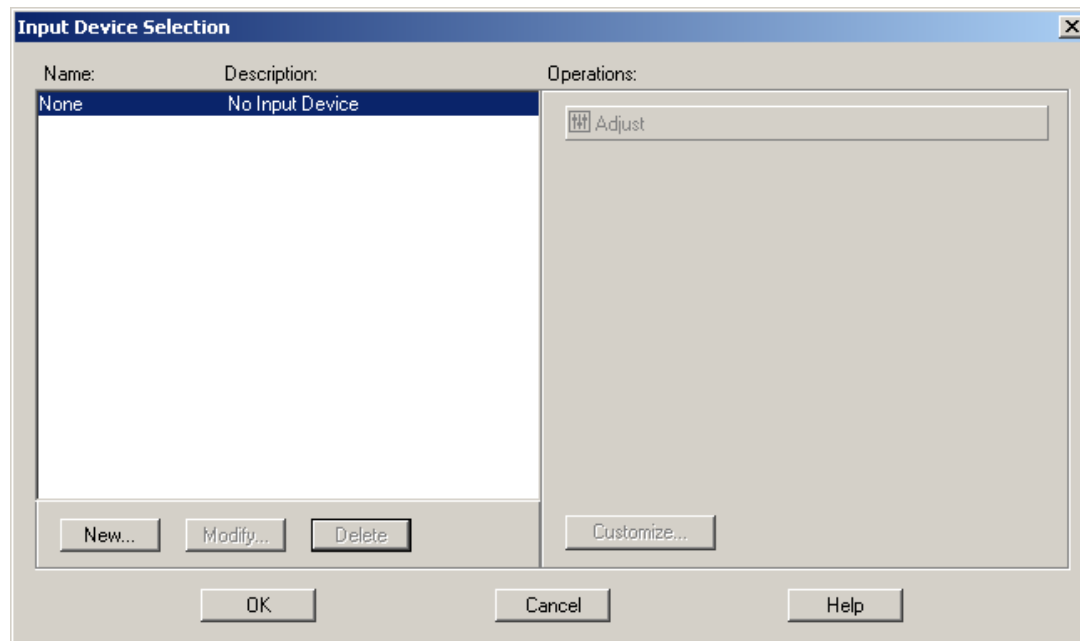 Input Device Selection
Name: Description: Operations:
None No Input Device
Adjust
New... Modify... Delete Customize...
OK Cancel Help